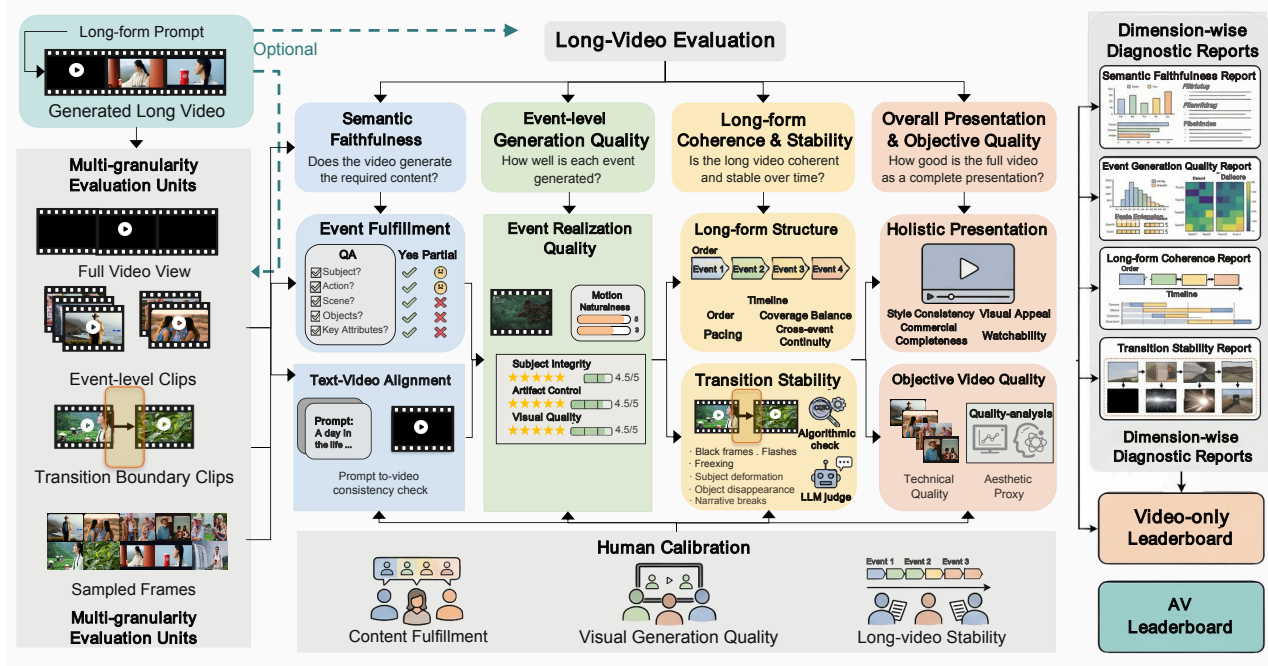 Long-form Prompt
Generated Long Video
Optional
Multi-granularity
Evaluation Units
Full Video View
Event-level Clips
Transition Boundary Clips
Sampled Frames
Multi-granularity
Evaluation Units
Long-Video Evaluation
Semantic
Faithfulness
Does the video generate
the required content?
Event-level
Generation Quality
How well is each event
generated?
Long-form
Coherence & Stability
Is the long video coherent
and stable over time?
Overall Presentation
& Objective Quality
How good is the full video
as a complete presentation?
Event Fulfillment
QA
Yes Partial
Subject?
Action?
Scene?
Objects?
Key Attributes?
Text-Video Alignment
Prompt:
A day in
the life ...
Prompt to-video
consistency check
Event Realization
Quality
Motion
Naturalness
5
3
Subject Integrity
4.5/5
Artifact Control
4.5/5
Visual Quality
4.5/5
Long-form Structure
Order
Event 1
Event 2
Event 3
Event 4
Timeline
Order
Coverage Balance
Pacing
Cross-event
Continuity
Transition Stability
Algorithmic
check
LLM judge
· Black frames . Flashes
· Freexing
· Subject deformation
· Object disappearance
· Narrative breaks
Holistic Presentation
Style Consistency
Visual Appeal
Commercial
Completeness
Watchability
Objective Video Quality
Quality-analysis
Technical
Quality
Aesthetic
Proxy
Human Calibration
Content Fulfillment
Visual Generation Quality
Event 1
Event 2
Event 3
Long-video Stability
Dimension-wise
Diagnostic Reports
Semantic Faithfulness Report
Event Generation Quality Report
Long-form Coherence Report
Order
Timeline
Transition Stability Report
Dimension-wise
Diagnostic Reports
Video-only
Leaderboard
AV
Leaderboard